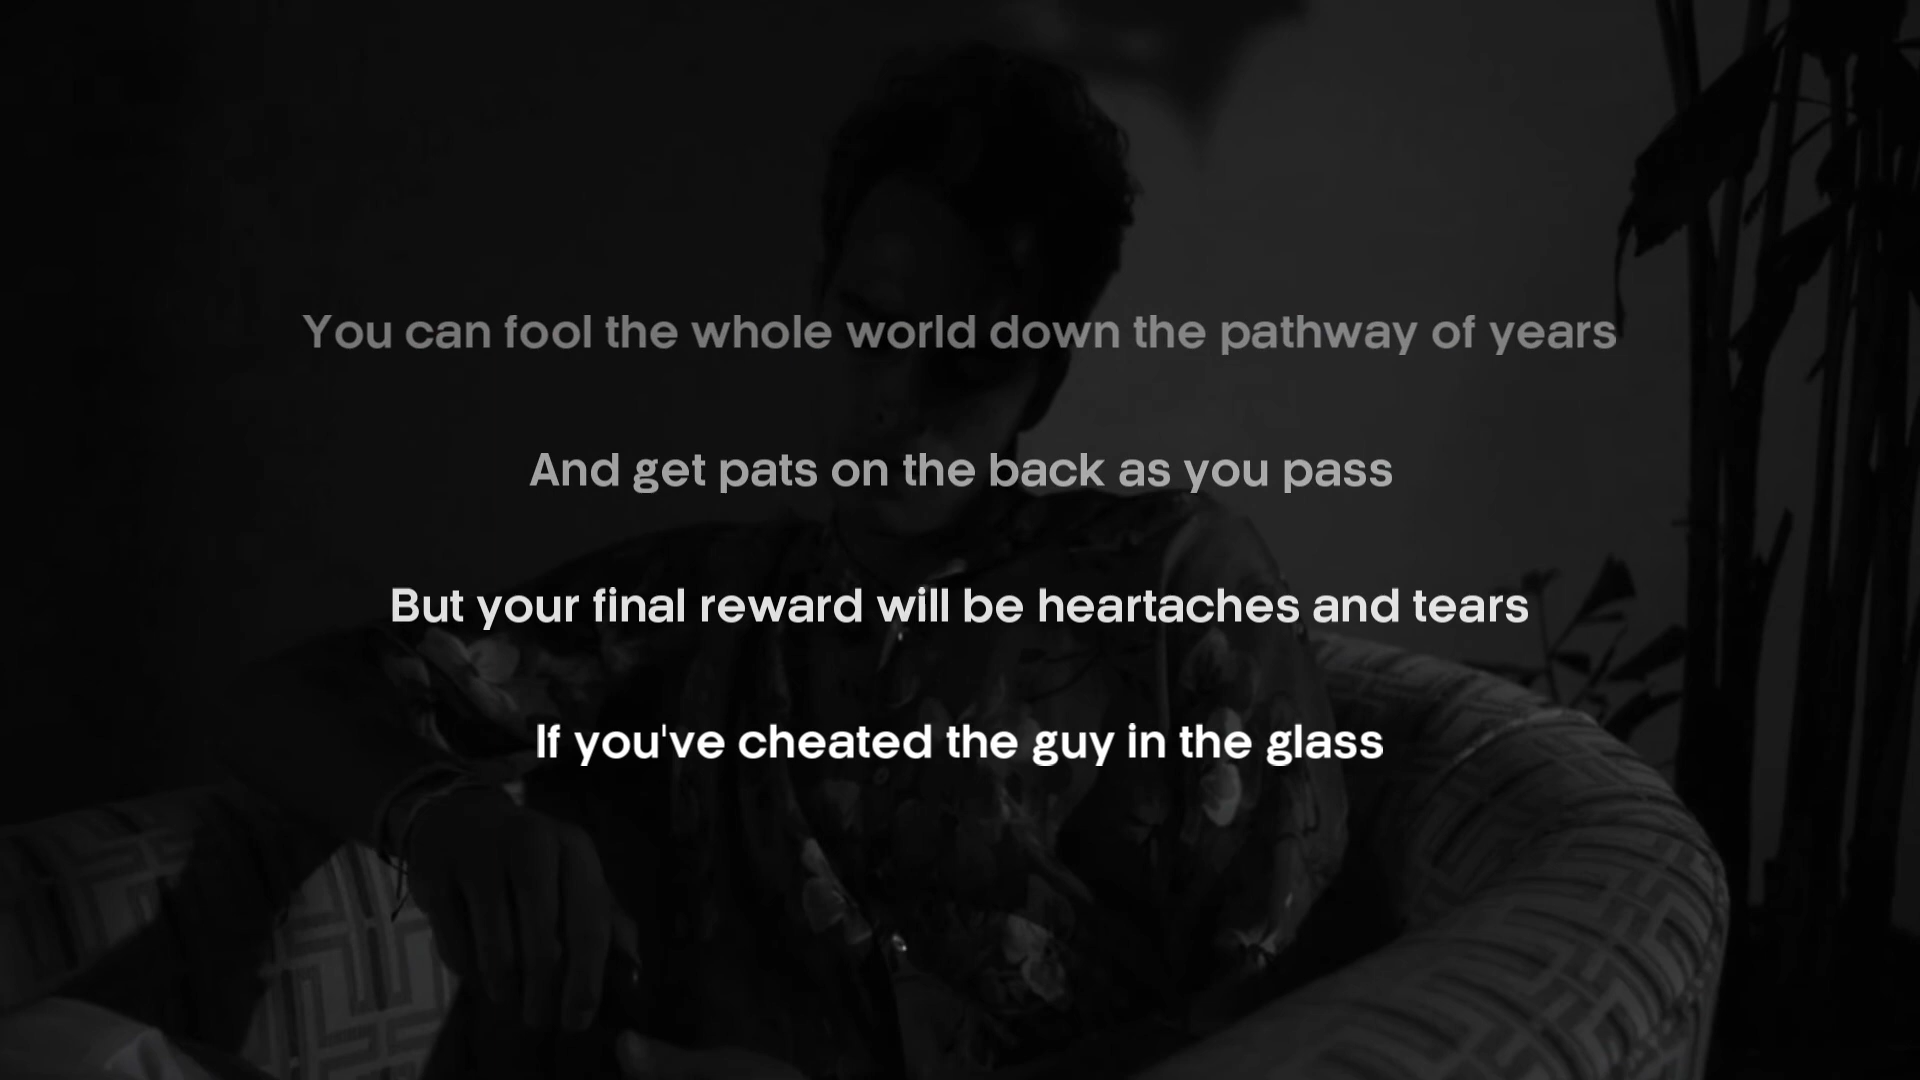 You can fool the whole world down the pathway of years
And get pats on the back as you pass
But your final reward will be heartaches and tears
If you've cheated the guy in the glass